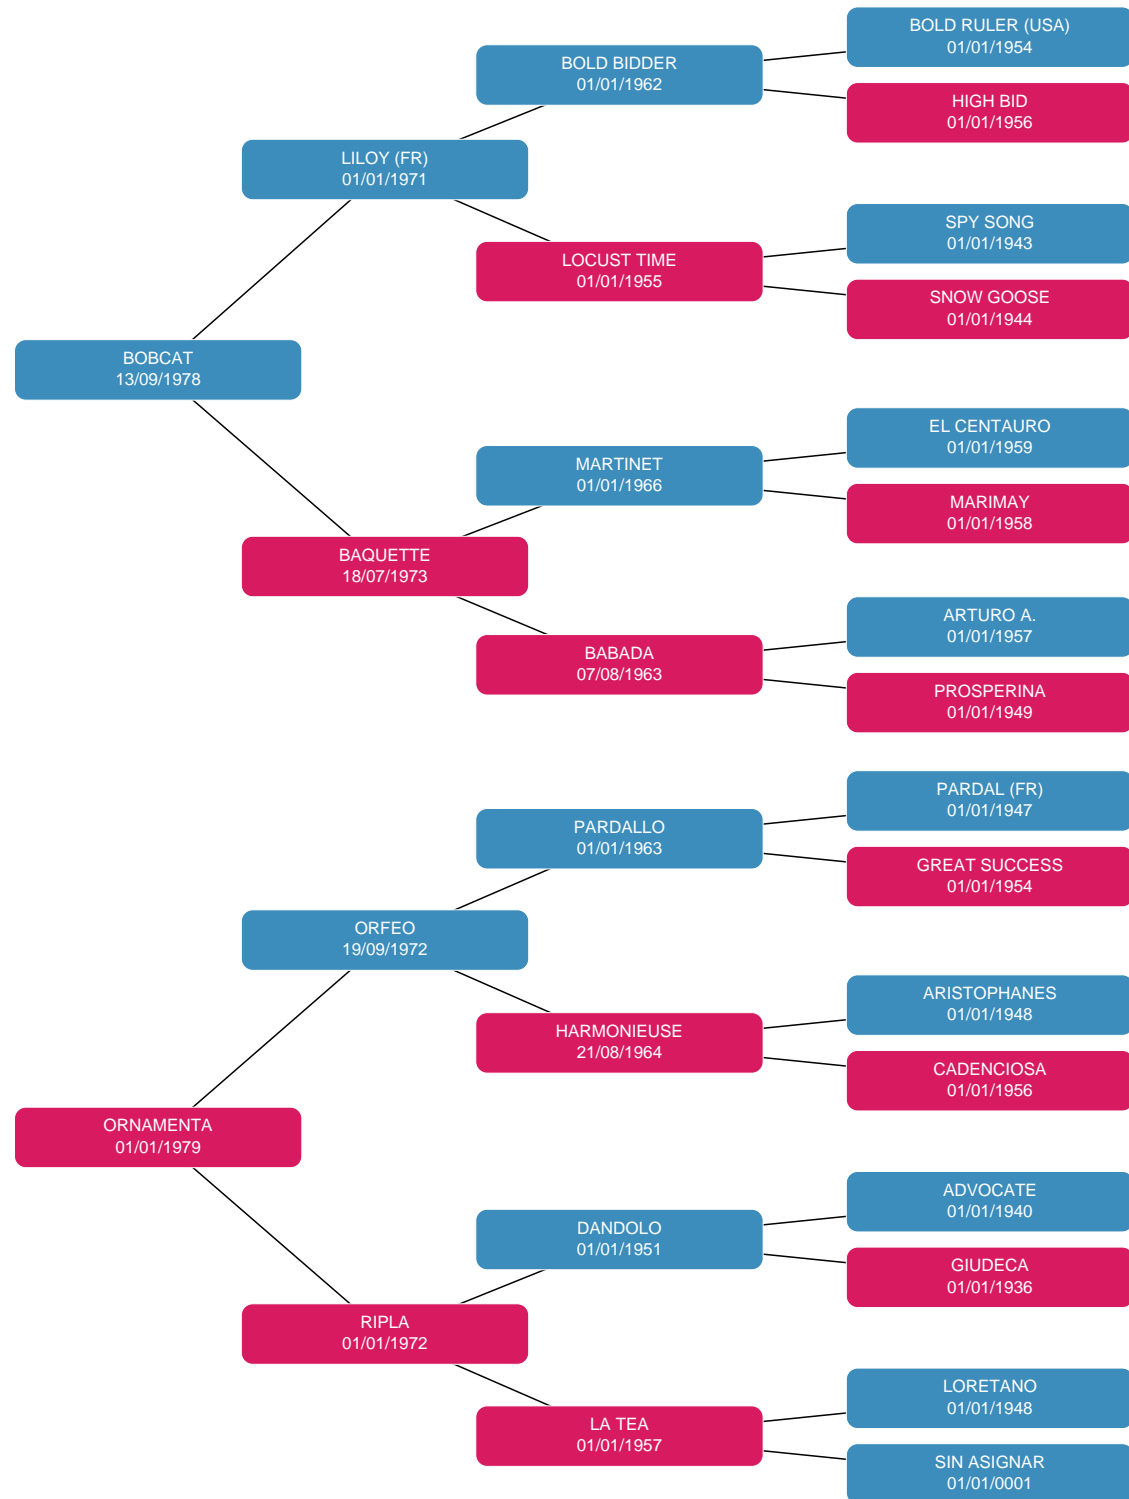 BOLD RULER (USA)
01/01/1954
BOLD BIDDER
01/01/1962
HIGH BID
01/01/1956
LILOY (FR)
01/01/1971
SPY SONG
01/01/1943
LOCUST TIME
01/01/1955
SNOW GOOSE
01/01/1944
BOBCAT
13/09/1978
EL CENTAURO
01/01/1959
MARTINET
01/01/1966
MARIMAY
01/01/1958
BAQUETTE
18/07/1973
ARTURO A.
01/01/1957
BABADA
07/08/1963
PROSPERINA
01/01/1949
PARDAL (FR)
01/01/1947
PARDALLO
01/01/1963
GREAT SUCCESS
01/01/1954
ORFEO
19/09/1972
ARISTOPHANES
01/01/1948
HARMONIEUSE
21/08/1964
CADENCIOSA
01/01/1956
ORNAMENTA
01/01/1979
ADVOCATE
01/01/1940
DANDOLO
01/01/1951
GIUDECA
01/01/1936
RIPLA
01/01/1972
LORETANO
01/01/1948
LA TEA
01/01/1957
SIN ASIGNAR
01/01/0001